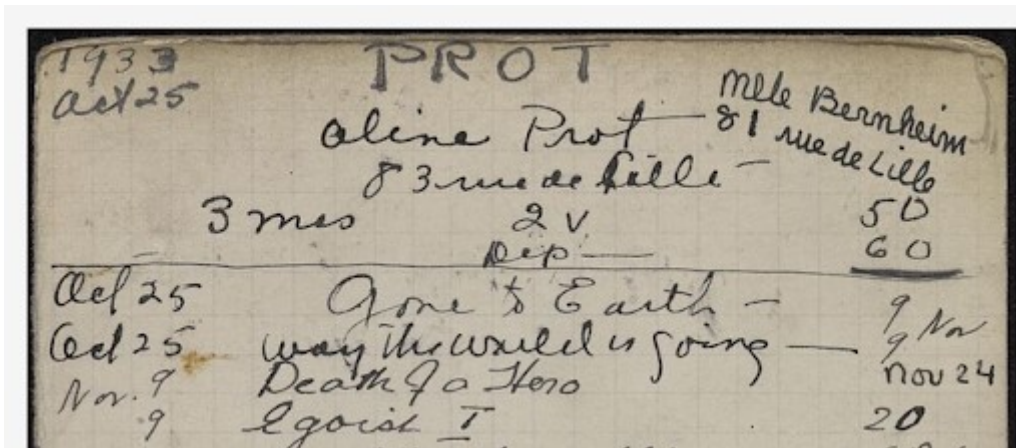 1933 PROT
Oct 25
Mlle Bernheim
Aline Prot — 81 rue de Lille
83 rue de Lille —
3 mos 2 v 50
Dep — 60
Oct 25 Gone to Earth — 9 Nov
Oct 25 way the world is going — 9
Nov. 9 Death of a Hero Nov 24
9 Egoist I 20